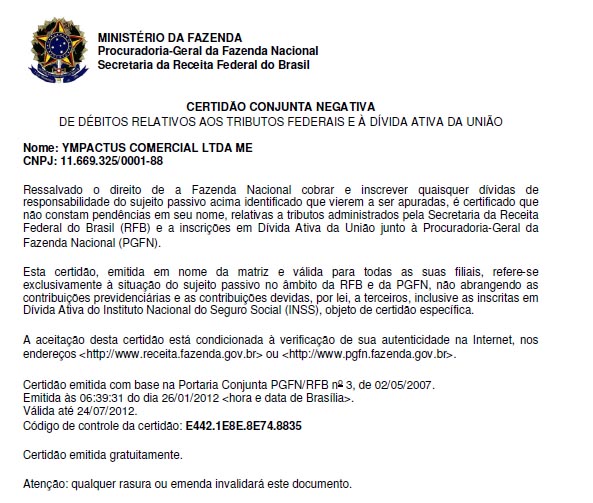 MINISTÉRIO DA FAZENDA
Procuradoria-Geral da Fazenda Nacional
Secretaria da Receita Federal do Brasil
CERTIDÃO CONJUNTA NEGATIVA
DE DÉBITOS RELATIVOS AOS TRIBUTOS FEDERAIS E À DÍVIDA ATIVA DA UNIÃO
Nome: YMPACTUS COMERCIAL LTDA ME
CNPJ: 11.669.325/0001-88
Ressalvado o direito de a Fazenda Nacional cobrar e inscrever quaisquer dívidas de
responsabilidade do sujeito passivo acima identificado que vierem a ser apuradas, é certificado que
não constam pendências em seu nome, relativas a tributos administrados pela Secretaria da Receita
Federal do Brasil (RFB) e a inscrições em Dívida Ativa da União junto à Procuradoria-Geral da
Fazenda Nacional (PGFN).
Esta certidão, emitida em nome da matriz e válida para todas as suas filiais, refere-se
exclusivamente à situação do sujeito passivo no âmbito da RFB e da PGFN, não abrangendo as
contribuições previdenciárias e as contribuições devidas, por lei, a terceiros, inclusive as inscritas em
Dívida Ativa do Instituto Nacional do Seguro Social (INSS), objeto de certidão específica.
A aceitação desta certidão está condicionada à verificação de sua autenticidade na Internet, nos
endereços <http://www.receita.fazenda.gov.br> ou <http://www.pgfn.fazenda.gov.br>.
Certidão emitida com base na Portaria Conjunta PGFN/RFB nº 3, de 02/05/2007.
Emitida às 06:39:31 do dia 26/01/2012 <hora e data de Brasília>.
Válida até 24/07/2012.
Código de controle da certidão: E442.1E8E.8E74.8835
Certidão emitida gratuitamente.
Atenção: qualquer rasura ou emenda invalidará este documento.